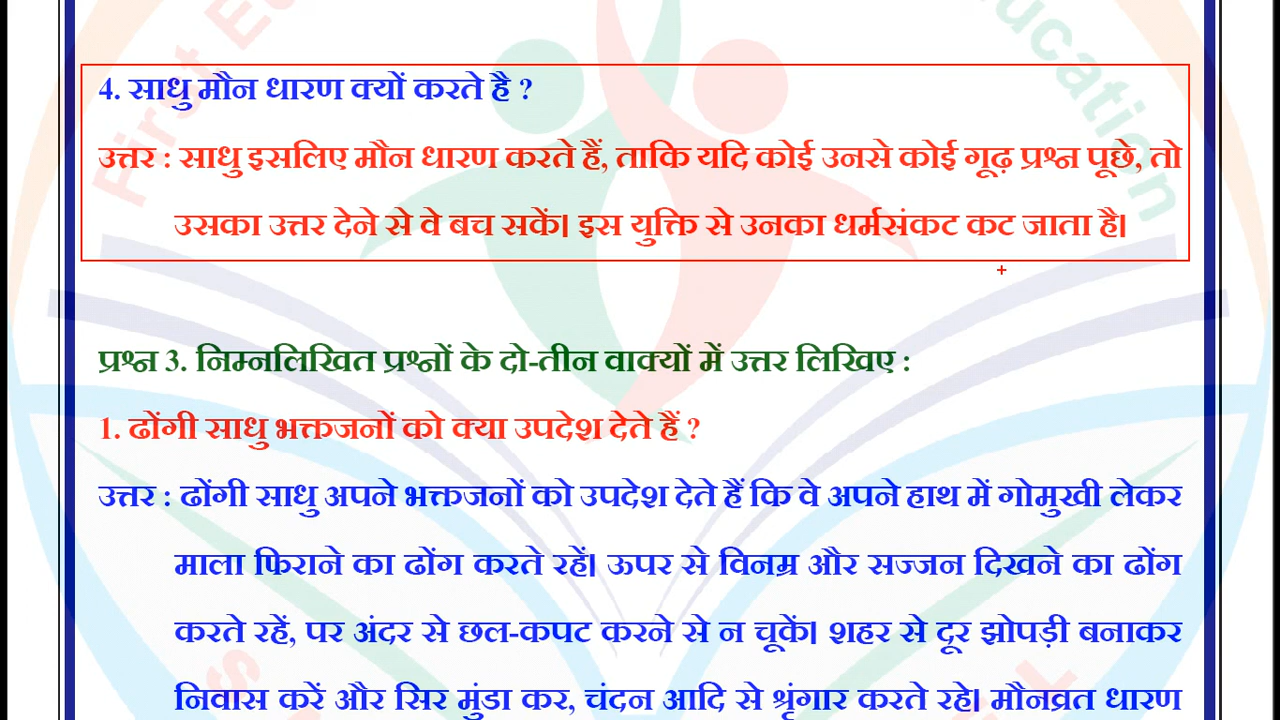 4. साधु मौन धारण क्यों करते है ?
उत्तर : साधु इसलिए मौन धारण करते हैं, ताकि यदि कोई उनसे कोई गूढ़ प्रश्न पूछे, तो
उसका उत्तर देने से वे बच सकें। इस युक्ति से उनका धर्मसंकट कट जाता है।
प्रश्न 3. निम्नलिखित प्रश्नों के दो-तीन वाक्यों में उत्तर लिखिए :
1. ढोंगी साधु भक्तजनों को क्या उपदेश देते हैं ?
उत्तर : ढोंगी साधु अपने भक्तजनों को उपदेश देते हैं कि वे अपने हाथ में गोमुखी लेकर
माला फिराने का ढोंग करते रहें। ऊपर से विनम्र और सज्जन दिखने का ढोंग
करते रहें, पर अंदर से छल-कपट करने से न चूकें। शहर से दूर झोपड़ी बनाकर
निवास करें और सिर मुंडा कर, चंदन आदि से श्रृंगार करते रहे। मौनव्रत धारण